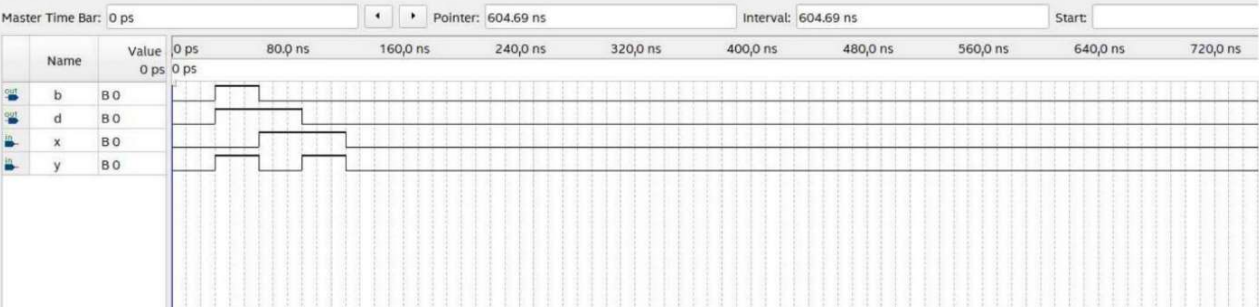 Master Time Bar: 0 ps Pointer: 604.69 ns Interval: 604.69 ns Start:
Name Value 0 ps 80,0 ns 160,0 ns 240,0 ns 320,0 ns 400,0 ns 480,0 ns 560,0 ns 640,0 ns 720,0 ns
0 ps 0 ps
out b B 0
out d B 0
in x B 0
in y B 0